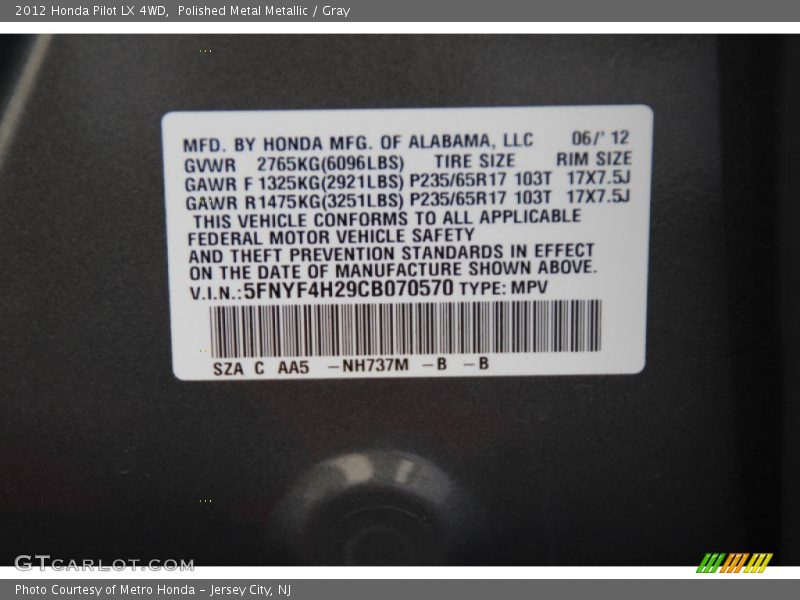 2012 Honda Pilot LX 4WD,  Polished Metal Metallic / Gray
MFD. BY HONDA MFG. OF ALABAMA, LLC 06/' 12
GVWR 2765KG(6096LBS) TIRE SIZE RIM SIZE
GAWR F 1325KG(2921LBS) P235/65R17 103T 17X7.5J
GAWR R1475KG(3251LBS) P235/65R17 103T 17X7.5J
THIS VEHICLE CONFORMS TO ALL APPLICABLE
FEDERAL MOTOR VEHICLE SAFETY
AND THEFT PREVENTION STANDARDS IN EFFECT
ON THE DATE OF MANUFACTURE SHOWN ABOVE.
V.I.N.:5FNYF4H29CB070570 TYPE: MPV
SZA C AA5 -NH737M -B -B
GTCARLOT.COM
Photo Courtesy of Metro Honda - Jersey City, NJ